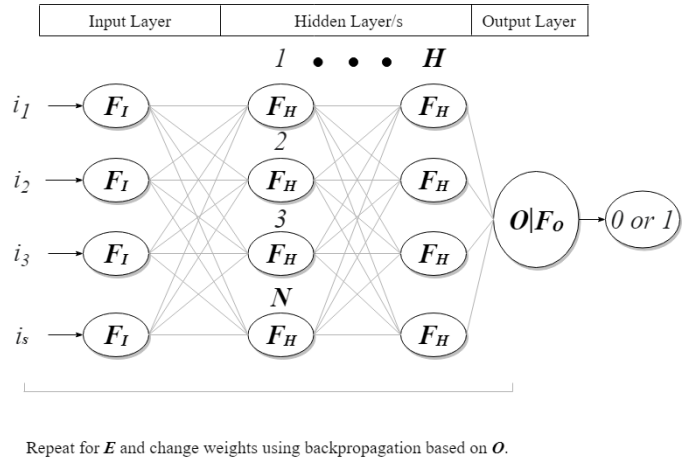 Input Layer Hidden Layer/s Output Layer
1 • • • H
i1 FI FH FH
2
i2 FI FH FH
O|Fo 0 or 1
3
i3 FI FH FH
N
is FI FH FH
Repeat for E and change weights using backpropagation based on O.